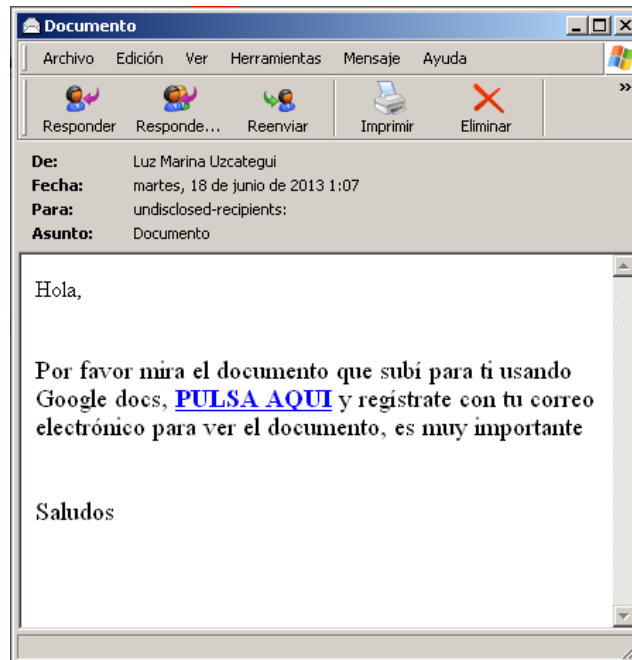 Documento
Archivo Edición Ver Herramientas Mensaje Ayuda
»
Responder Responde... Reenviar Imprimir Eliminar
De: Luz Marina Uzcategui
Fecha: martes, 18 de junio de 2013 1:07
Para: undisclosed-recipients:
Asunto: Documento
Hola,
Por favor mira el documento que subí para ti usando
Google docs, PULSA AQUI y regístrate con tu correo
electrónico para ver el documento, es muy importante
Saludos